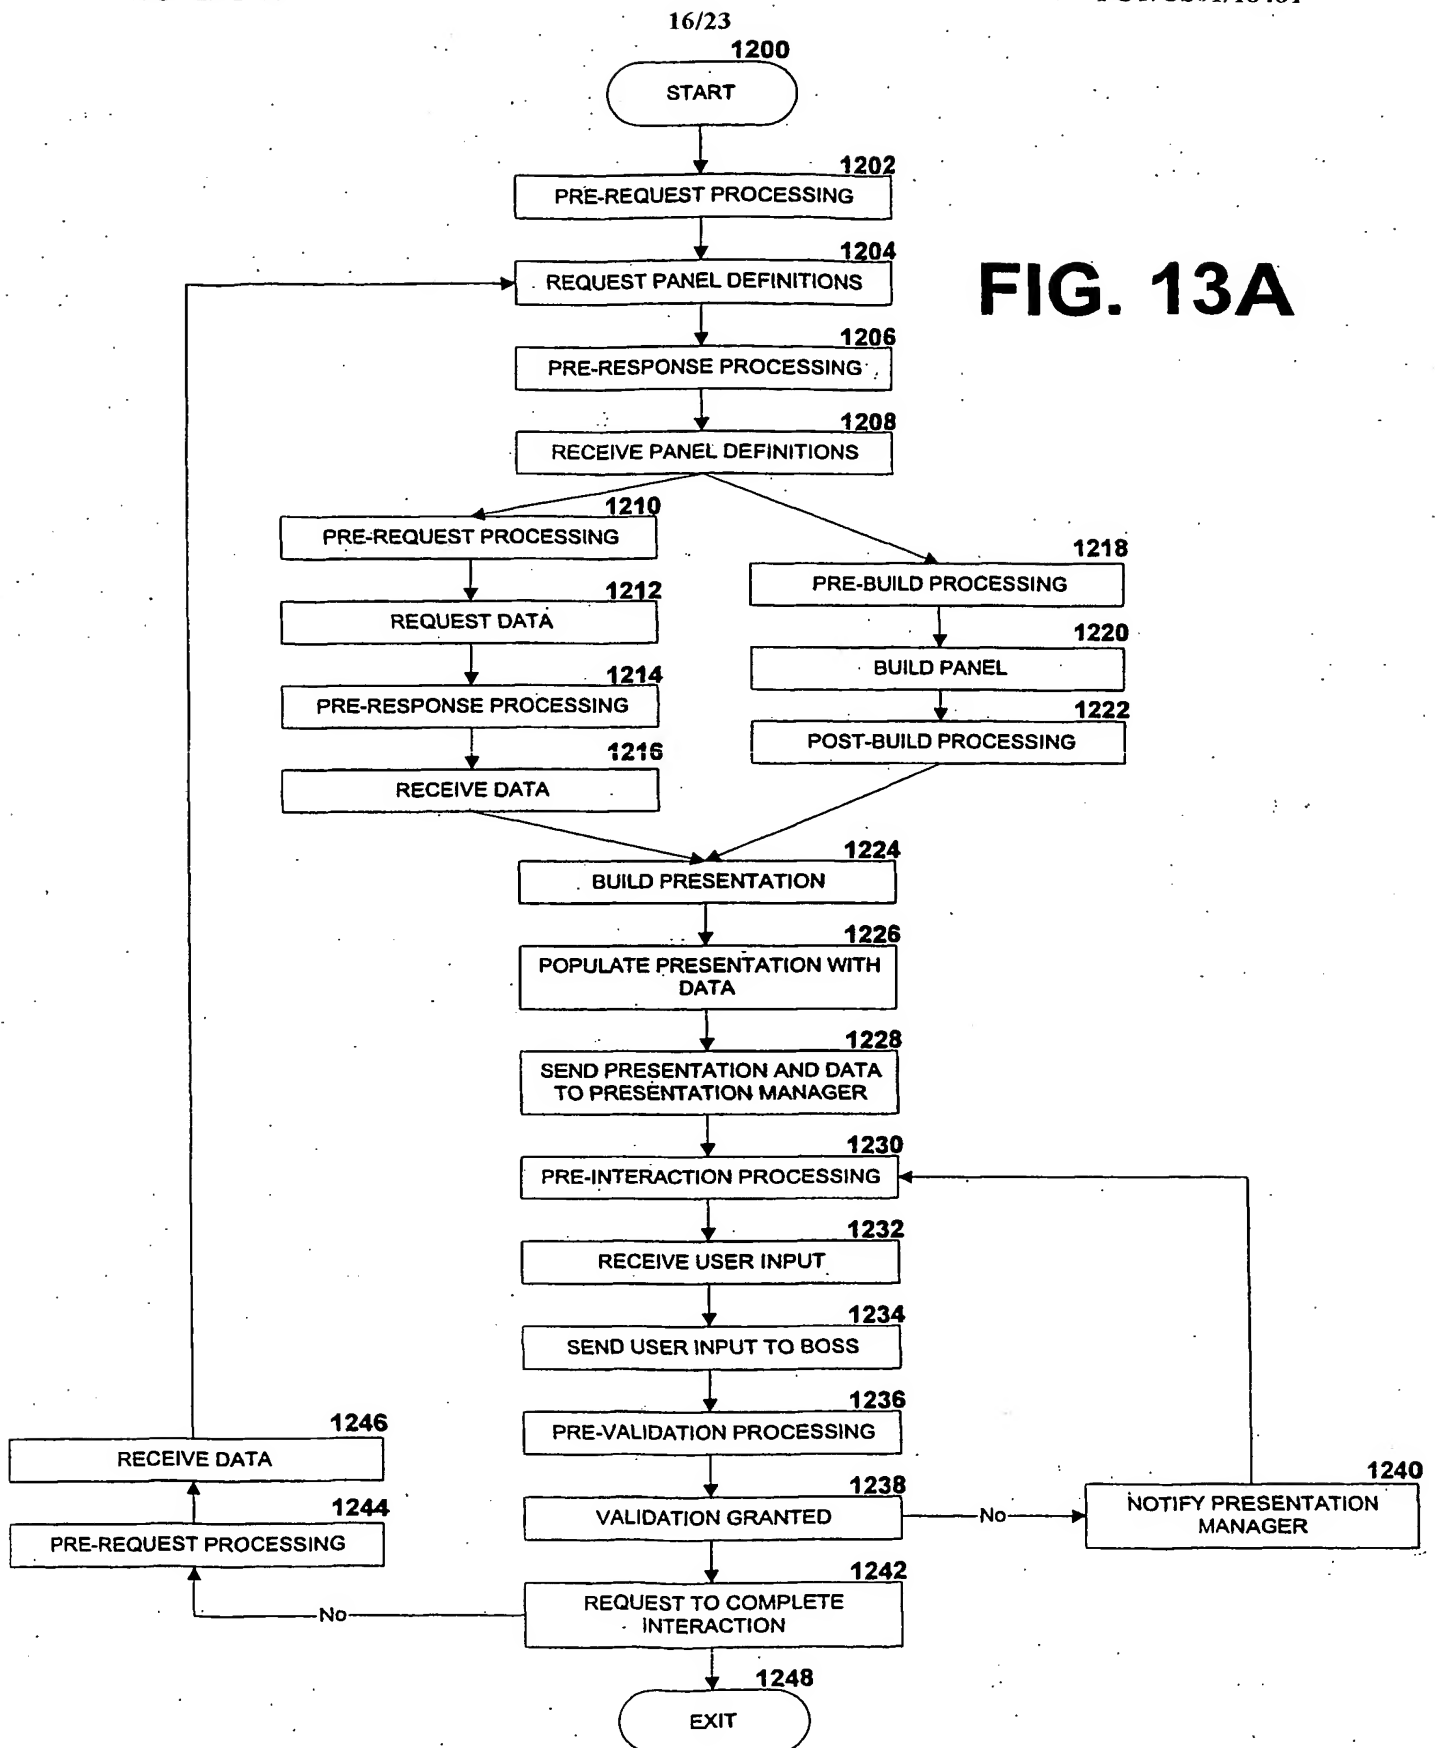 16/23
1200
START
1202
PRE-REQUEST PROCESSING
1204
REQUEST PANEL DEFINITIONS
FIG. 13A
1206
PRE-RESPONSE PROCESSING
1208
RECEIVE PANEL DEFINITIONS
1210
PRE-REQUEST PROCESSING
1218
PRE-BUILD PROCESSING
1212
REQUEST DATA
1220
BUILD PANEL
1214
PRE-RESPONSE PROCESSING
1222
POST-BUILD PROCESSING
1216
RECEIVE DATA
1224
BUILD PRESENTATION
1226
POPULATE PRESENTATION WITH
DATA
1228
SEND PRESENTATION AND DATA
TO PRESENTATION MANAGER
1230
PRE-INTERACTION PROCESSING
1232
RECEIVE USER INPUT
1234
SEND USER INPUT TO BOSS
1236
PRE-VALIDATION PROCESSING
1246
RECEIVE DATA
1238
VALIDATION GRANTED
No
1240
NOTIFY PRESENTATION
MANAGER
1244
PRE-REQUEST PROCESSING
1242
REQUEST TO COMPLETE
INTERACTION
No
1248
EXIT